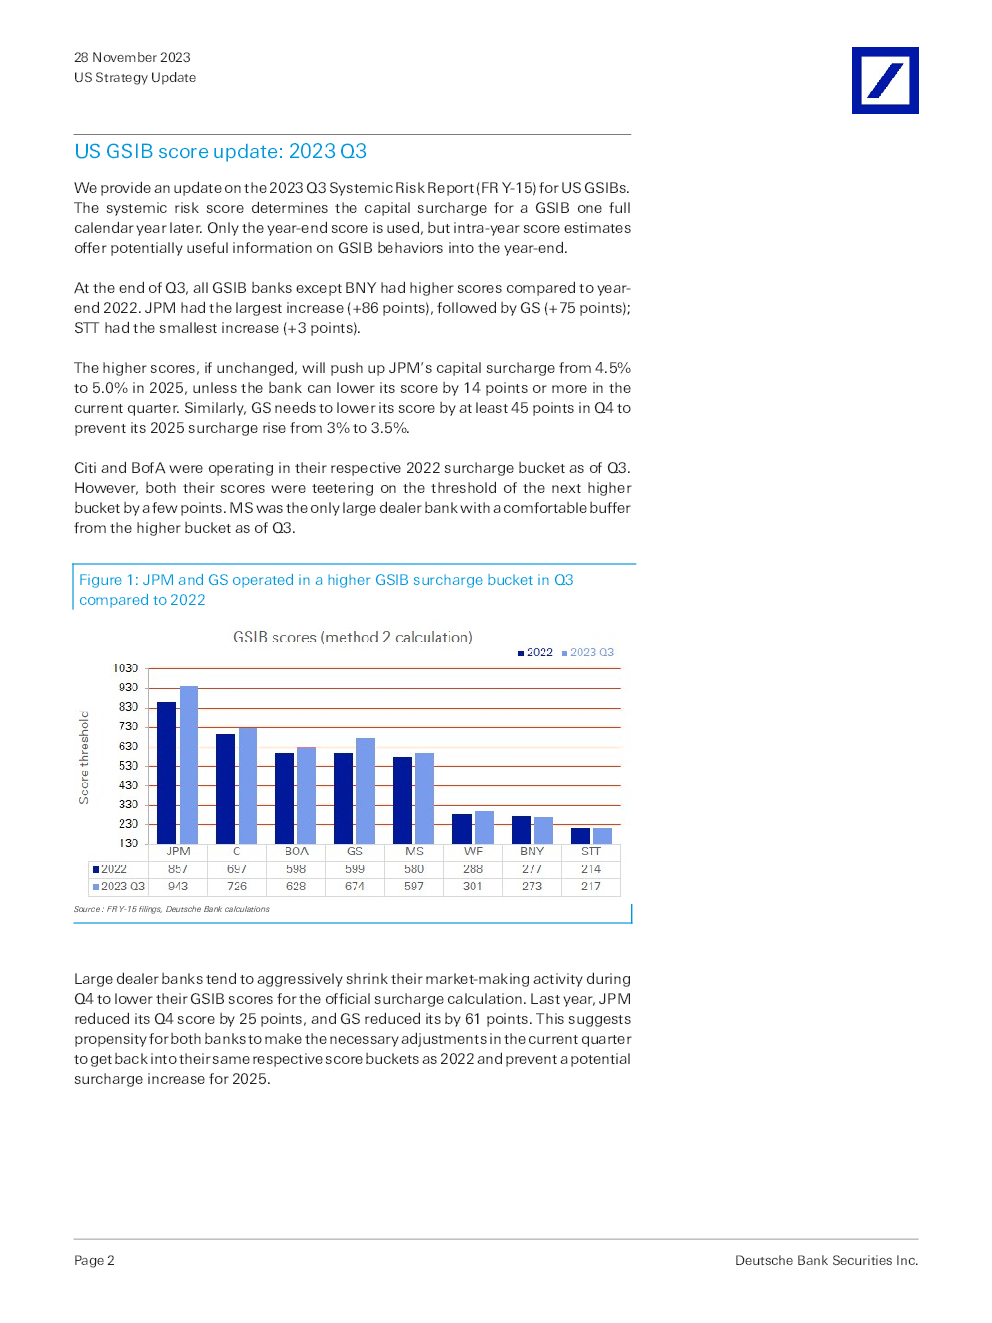 28 November 2023
US Strategy Update
US GSIB score update: 2023 Q3
We provide an update on the 2023 Q3 Systemic Risk Report (FR Y-15) for US GSIBs.
The systemic risk score determines the capital surcharge for a GSIB one full
calendar year later. Only the year-end score is used, but intra-year score estimates
offer potentially useful information on GSIB behaviors into the year-end.
At the end of Q3, all GSIB banks except BNY had higher scores compared to year-
end 2022. JPM had the largest increase (+86 points), followed by GS (+75 points);
STT had the smallest increase (+3 points).
The higher scores, if unchanged, will push up JPM's capital surcharge from 4.5%
to 5.0% in 2025, unless the bank can lower its score by 14 points or more in the
current quarter. Similarly, GS needs to lower its score by at least 45 points in Q4 to
prevent its 2025 surcharge rise from 3% to 3.5%.
Citi and BofA were operating in their respective 2022 surcharge bucket as of Q3.
However, both their scores were teetering on the threshold of the next higher
bucket by a few points. MS was the only large dealer bank with a comfortable buffer
from the higher bucket as of Q3.
Figure 1: JPM and GS operated in a higher GSIB surcharge bucket in Q3
compared to 2022
GSIB scores (method 2 calculation)
2022 2023 Q3
Score threshold
1030
930
830
730
630
530
430
330
230
130
JPM C BOA GS MS WF BNY STT
2022 857 697 598 599 580 288 277 214
2023 Q3 943 726 628 674 597 301 273 217
Source : FR Y-15 filings, Deutsche Bank calculations
Large dealer banks tend to aggressively shrink their market-making activity during
Q4 to lower their GSIB scores for the official surcharge calculation. Last year, JPM
reduced its Q4 score by 25 points, and GS reduced its by 61 points. This suggests
propensity for both banks to make the necessary adjustments in the current quarter
to get back into their same respective score buckets as 2022 and prevent a potential
surcharge increase for 2025.
Page 2
Deutsche Bank Securities Inc.